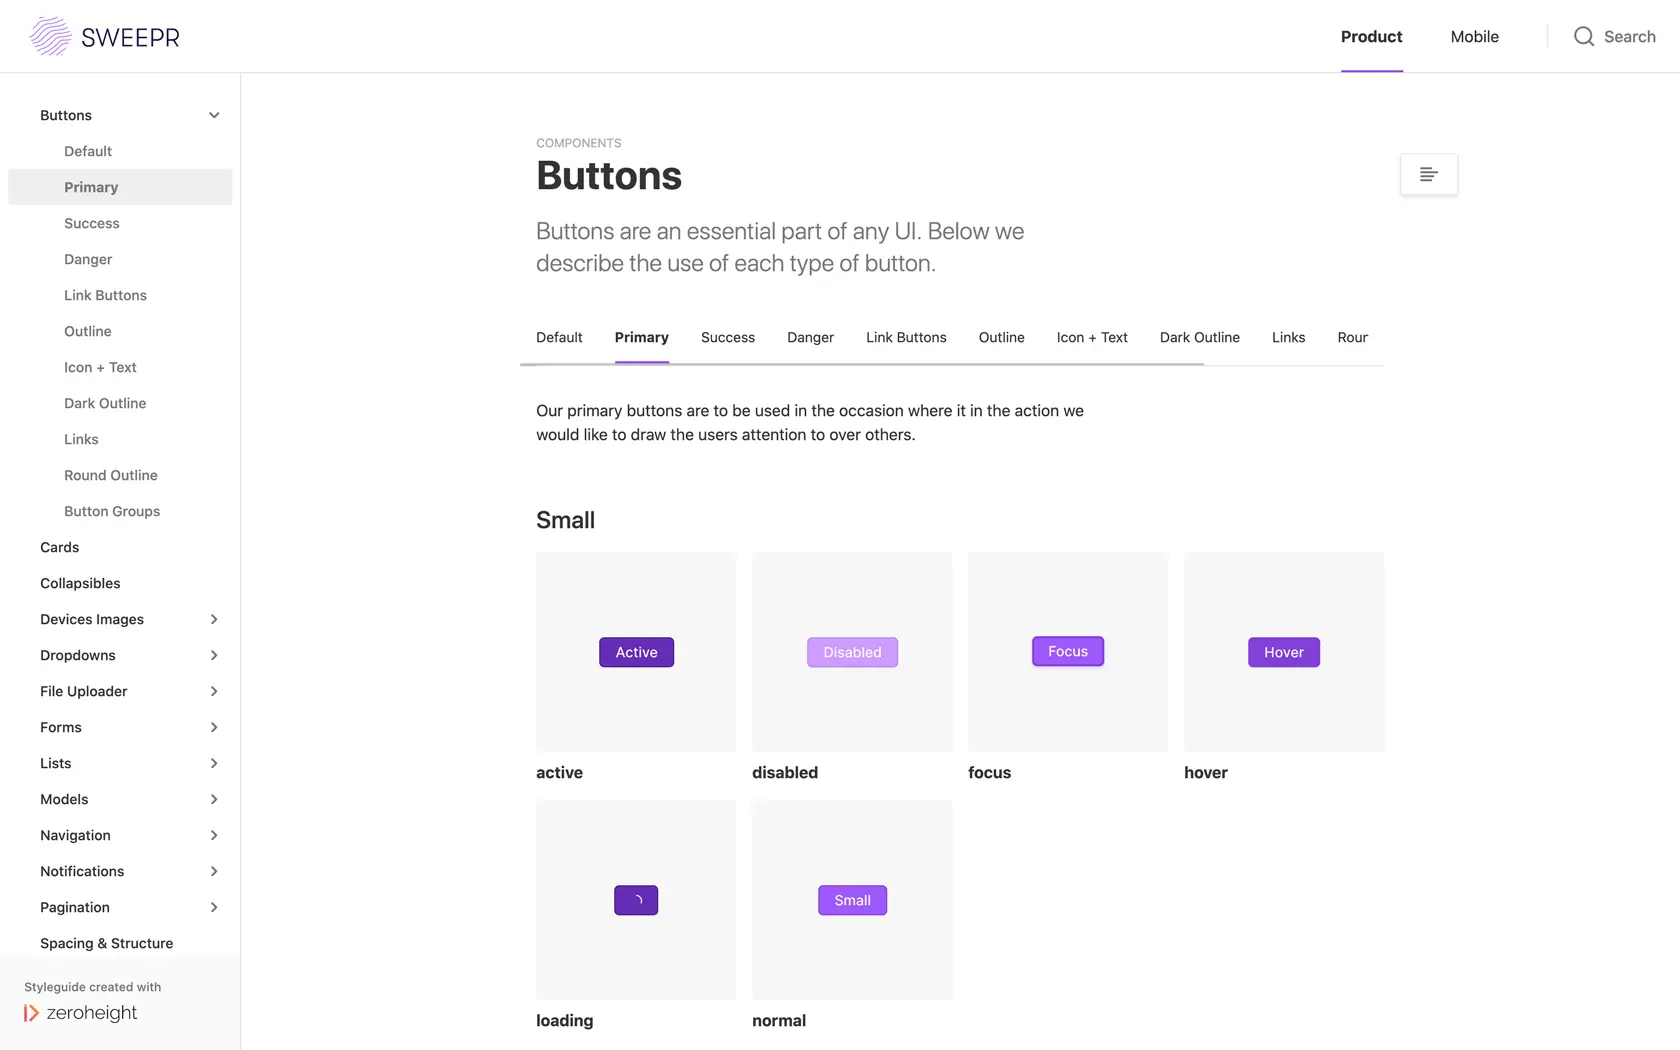 SWEEPR
Product
Mobile
Search
Buttons
Default
Primary
Success
Danger
Link Buttons
Outline
Icon + Text
Dark Outline
Links
Round Outline
Button Groups
Cards
Collapsibles
Devices Images
Dropdowns
File Uploader
Forms
Lists
Models
Navigation
Notifications
Pagination
Spacing & Structure
Styleguide created with
zeroheight
COMPONENTS
Buttons
Buttons are an essential part of any UI. Below we
describe the use of each type of button.
Default Primary Success Danger Link Buttons Outline Icon + Text Dark Outline Links Rour
Our primary buttons are to be used in the occasion where it in the action we
would like to draw the users attention to over others.
Small
Active
Disabled
Focus
Hover
active
disabled
focus
hover
Small
loading
normal